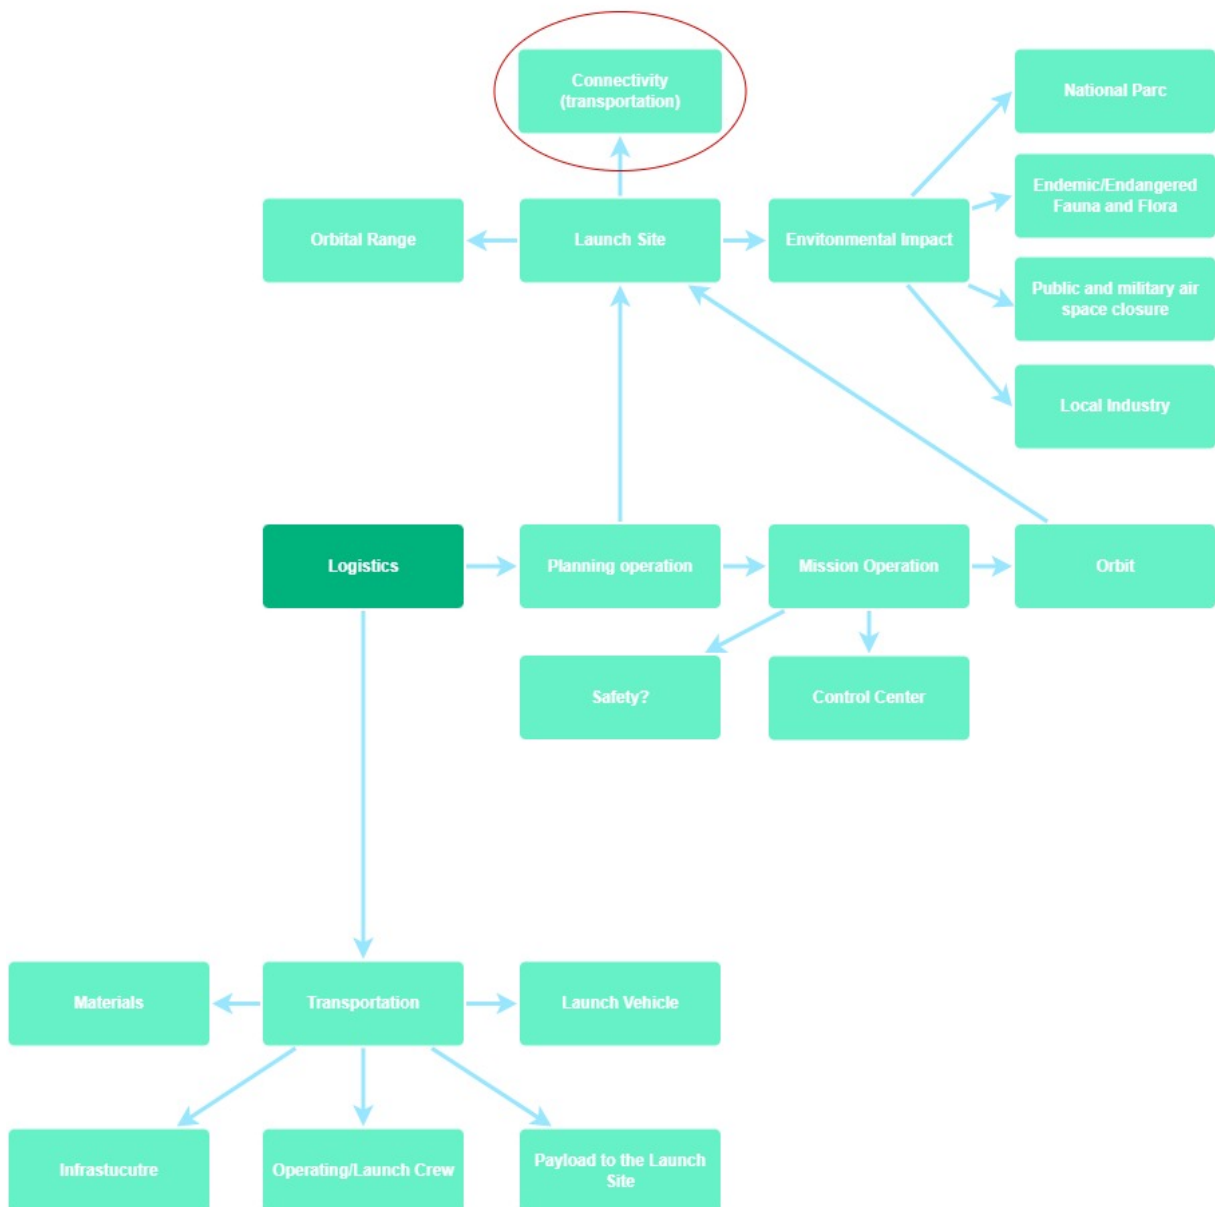 Connectivity
(transportation)
National Parc
Endemic/Endangered
Fauna and Flora
Orbital Range
Launch Site
Envitonmental Impact
Public and military air
space closure
Local Industry
Logistics
Planning operation
Mission Operation
Orbit
Safety?
Control Center
Materials
Transportation
Launch Vehicle
Infrastucutre
Operating/Launch Crew
Payload to the Launch
Site